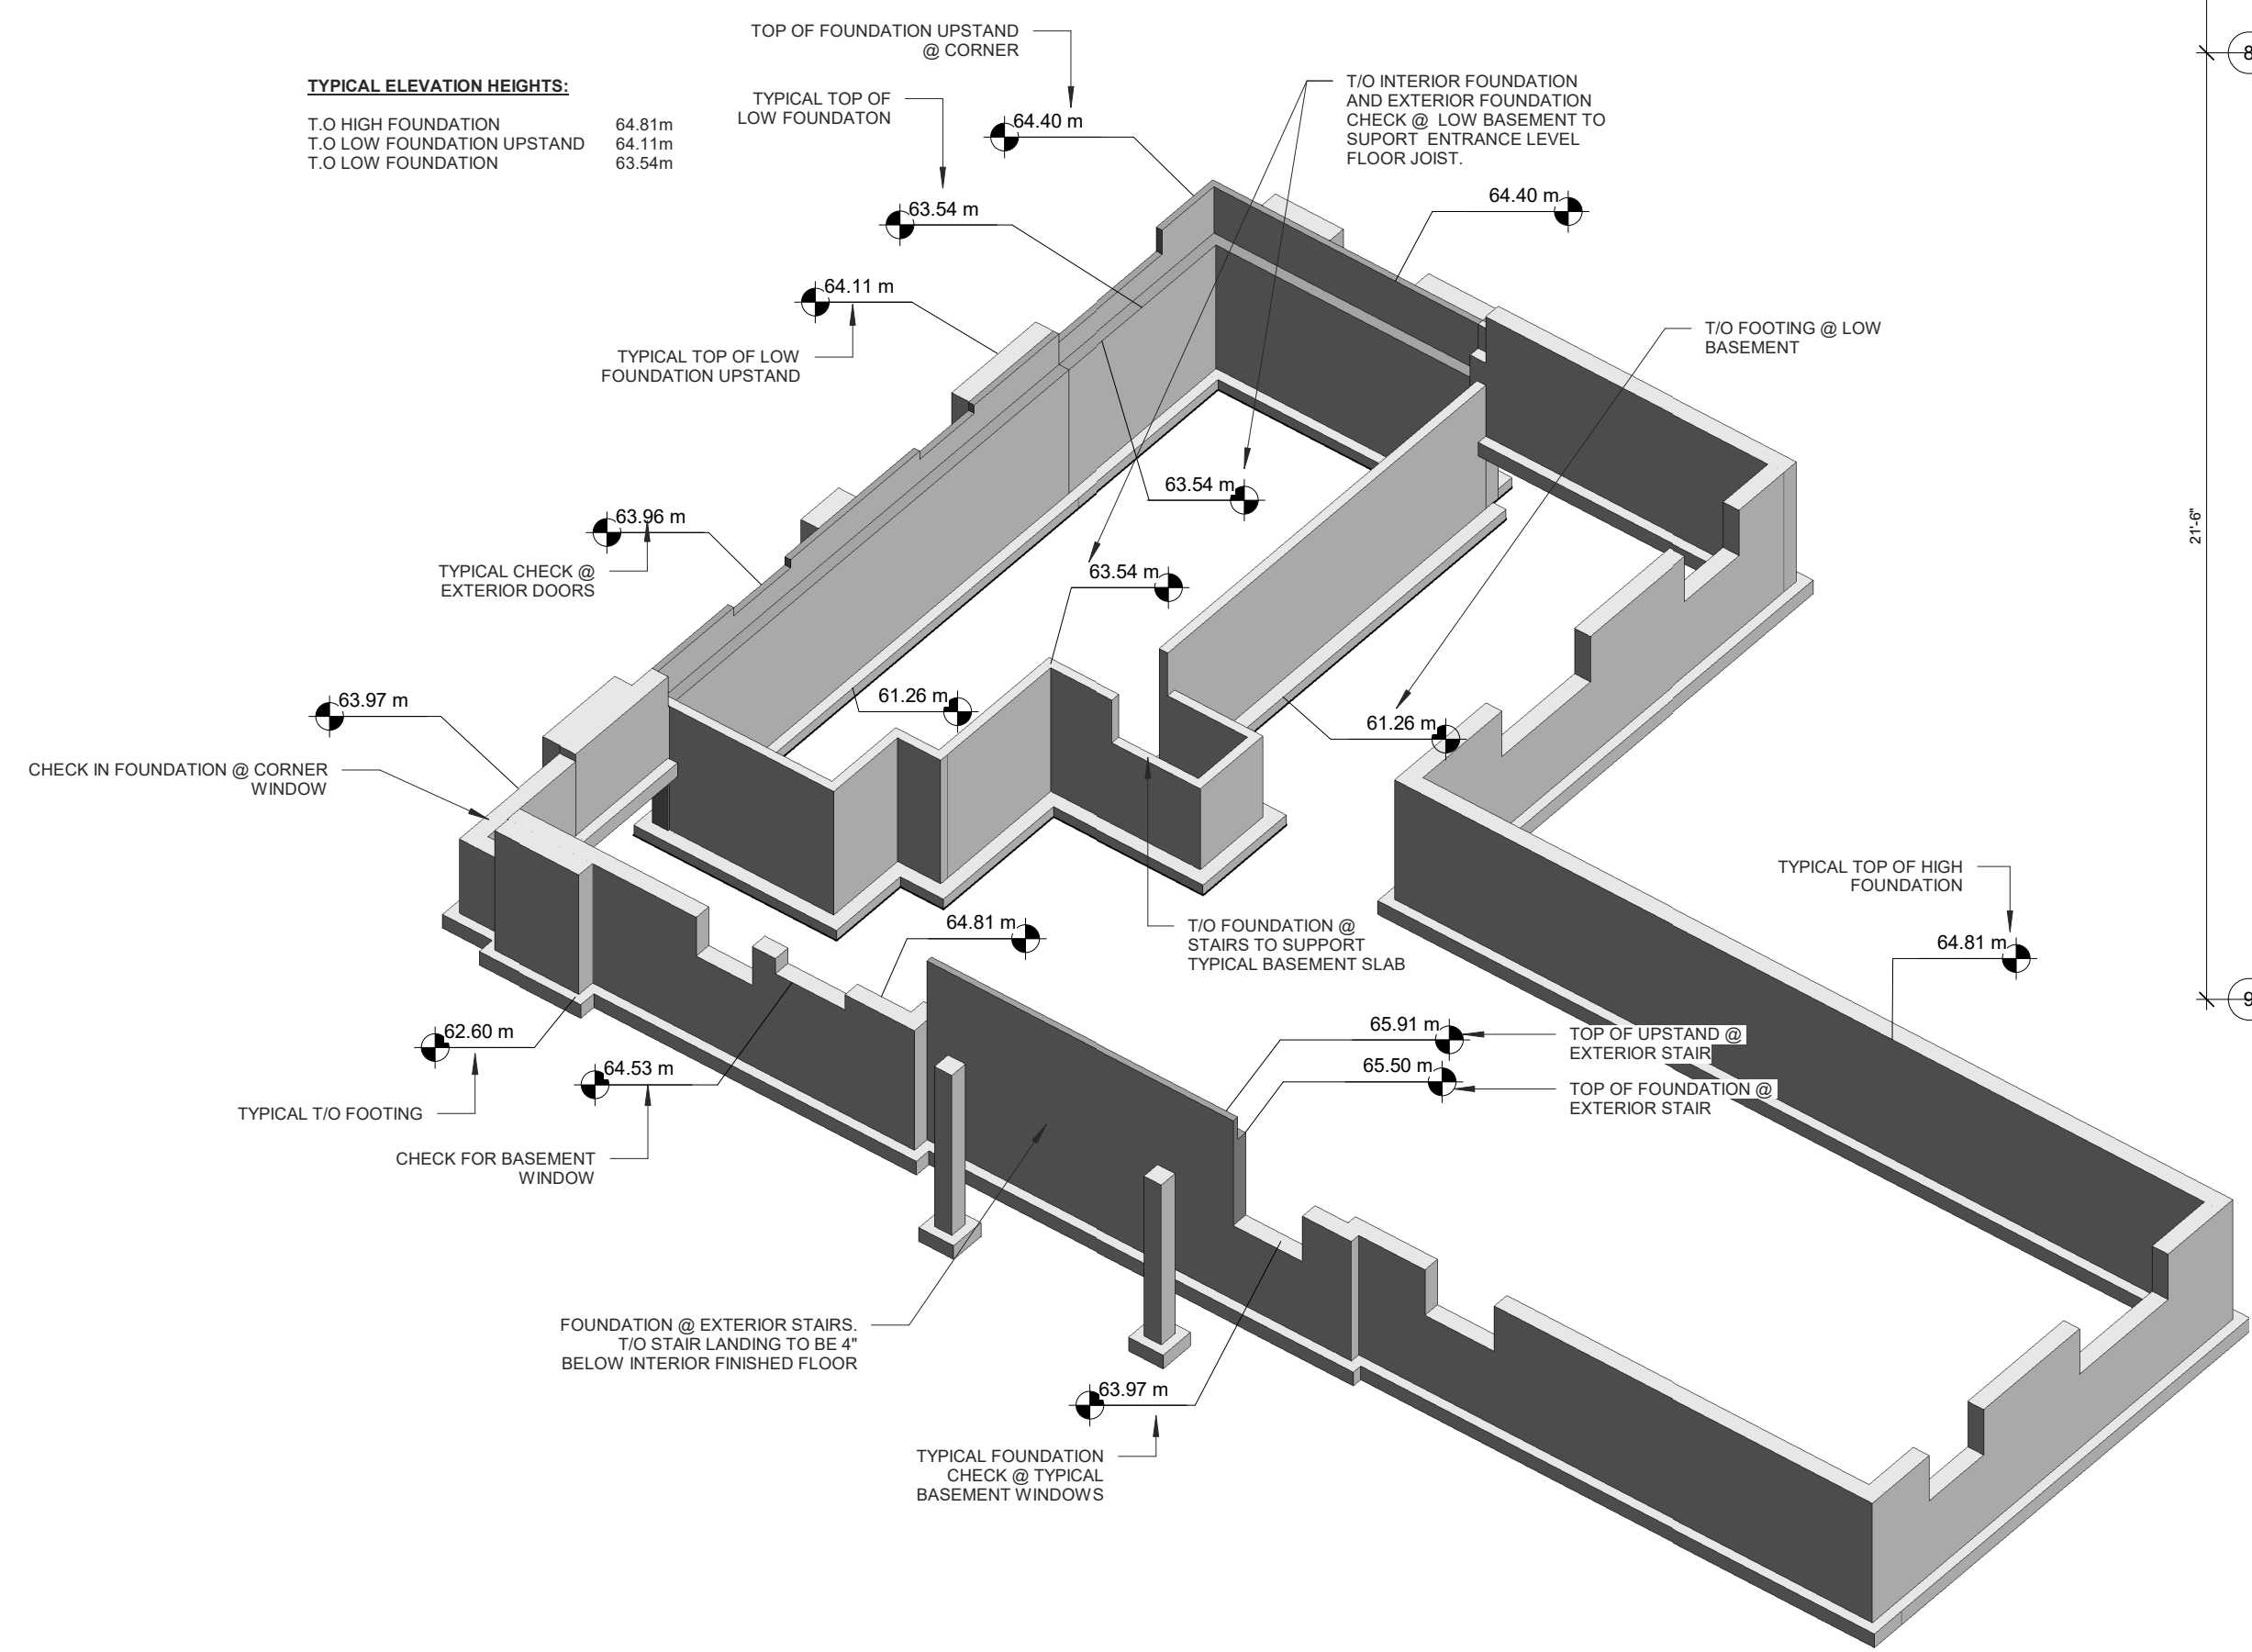 TOP OF FOUNDATION UPSTAND
@ CORNER
TYPICAL ELEVATION HEIGHTS:
T.O HIGH FOUNDATION 64.81m
T.O LOW FOUNDATION UPSTAND 64.11m
T.O LOW FOUNDATION 63.54m
TYPICAL TOP OF
LOW FOUNDATON
64.40 m
T/O INTERIOR FOUNDATION
AND EXTERIOR FOUNDATION
CHECK @ LOW BASEMENT TO
SUPORT ENTRANCE LEVEL
FLOOR JOIST.
8
63.54 m
64.40 m
64.11 m
TYPICAL TOP OF LOW
FOUNDATION UPSTAND
T/O FOOTING @ LOW
BASEMENT
63.54 m
63.96 m
TYPICAL CHECK @
EXTERIOR DOORS
63.54 m
21'-6"
63.97 m
61.26 m
61.26 m
CHECK IN FOUNDATION @ CORNER
WINDOW
TYPICAL TOP OF HIGH
FOUNDATION
64.81 m
T/O FOUNDATION @
STAIRS TO SUPPORT
TYPICAL BASEMENT SLAB
64.81 m
9
62.60 m
TYPICAL T/O FOOTING
64.53 m
CHECK FOR BASEMENT
WINDOW
65.91 m
TOP OF UPSTAND @
EXTERIOR STAIR
65.50 m
TOP OF FOUNDATION @
EXTERIOR STAIR
FOUNDATION @ EXTERIOR STAIRS.
T/O STAIR LANDING TO BE 4"
BELOW INTERIOR FINISHED FLOOR
63.97 m
TYPICAL FOUNDATION
CHECK @ TYPICAL
BASEMENT WINDOWS